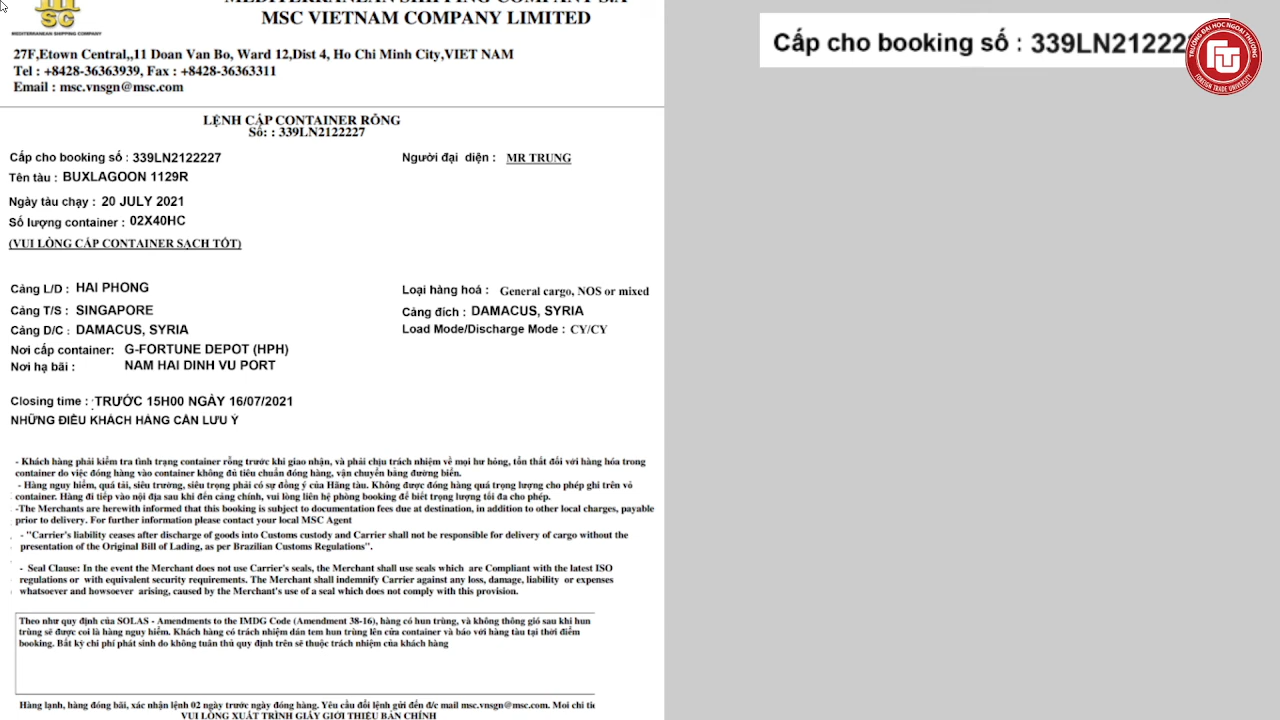 MSC
MEDITERRANEAN SHIPPING COMPANY
MEDITERRANEAN SHIPPING COMPANY S.A
MSC VIETNAM COMPANY LIMITED
27F,Etown Central,,11 Doan Van Bo, Ward 12,Dist 4, Ho Chi Minh City,VIET NAM
Tel : +8428-36363939, Fax : +8428-36363311
Email : msc.vnsgn@msc.com
LỆNH CẤP CONTAINER RỖNG
Số: : 339LN2122227
Cấp cho booking số : 339LN2122227
Người đại diện : MR TRUNG
Tên tàu : BUXLAGOON 1129R
Ngày tàu chạy : 20 JULY 2021
Số lượng container : 02X40HC
(VUI LÒNG CẤP CONTAINER SẠCH TỐT)
Cảng L/D : HAI PHONG
Loại hàng hoá : General cargo, NOS or mixed
Cảng T/S : SINGAPORE
Cảng đích : DAMACUS, SYRIA
Cảng D/C : DAMACUS, SYRIA
Load Mode/Discharge Mode : CY/CY
Nơi cấp container: G-FORTUNE DEPOT (HPH)
Nơi hạ bãi : NAM HAI DINH VU PORT
Closing time : TRƯỚC 15H00 NGÀY 16/07/2021
NHỮNG ĐIỀU KHÁCH HÀNG CẦN LƯU Ý
- Khách hàng phải kiểm tra tình trạng container rỗng trước khi giao nhận, và phải chịu trách nhiệm về mọi hư hỏng, tổn thất đối với hàng hóa trong
container do việc đóng hàng vào container không đủ tiêu chuẩn đóng hàng, vận chuyển bằng đường biển.
- Hàng nguy hiểm, quá tải, siêu trường, siêu trọng phải có sự đồng ý của Hãng tàu. Không được đóng hàng quá trọng lượng cho phép ghi trên vỏ
container. Hàng đi tiếp vào nội địa sau khi đến cảng chính, vui lòng liên hệ phòng booking để biết trọng lượng tối đa cho phép.
-The Merchants are herewith informed that this booking is subject to documentation fees due at destination, in addition to other local charges, payable
prior to delivery. For further information please contact your local MSC Agent
- "Carrier's liability ceases after discharge of goods into Customs custody and Carrier shall not be responsible for delivery of cargo without the
presentation of the Original Bill of Lading, as per Brazilian Customs Regulations".
- Seal Clause: In the event the Merchant does not use Carrier's seals, the Merchant shall use seals which are Compliant with the latest ISO
regulations or with equivalent security requirements. The Merchant shall indemnify Carrier against any loss, damage, liability or expenses
whatsoever and howsoever arising, caused by the Merchant's use of a seal which does not comply with this provision.
Theo như quy định của SOLAS - Amendments to the IMDG Code (Amendment 38-16), hàng có hun trùng, và không thông gió sau khi hun
trùng sẽ được coi là hàng nguy hiểm. Khách hàng có trách nhiệm dán tem hun trùng lên cửa container và báo với hãng tàu tại thời điểm
booking. Bất kỳ chi phí phát sinh do không tuân thủ quy định trên sẽ thuộc trách nhiệm của khách hàng
Hàng lạnh, hàng đóng bãi, xác nhận lệnh 02 ngày trước ngày đóng hàng. Yêu cầu đổi lệnh gửi đến đ/c mail msc.vnsgn@msc.com. Mọi chi
VUI LÒNG XUẤT TRÌNH GIẤY GIỚI THIỆU BẢN CHÍNH
Cấp cho booking số : 339LN21222
TRƯỜNG ĐẠI HỌC NGOẠI THƯƠNG
FOREIGN TRADE UNIVERSITY